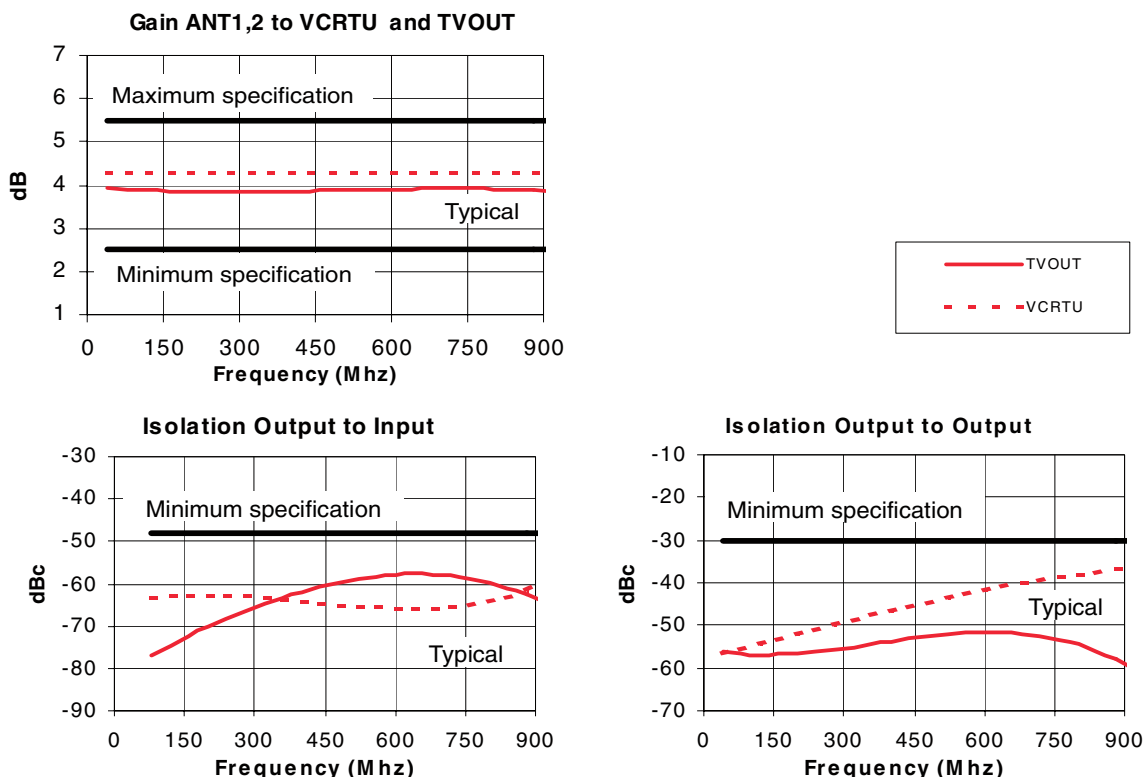 Gain ANT1,2 to VCRTU and TVOUT
7
6
5
4
3
2
1
dB
Maximum specification
Typical
Minimum specification
0 150 300 450 600 750 900
Frequency (Mhz)
TVOUT
VCRTU
Isolation Output to Input
-30
-40
-50
-60
-70
-80
-90
dBc
Minimum specification
Typical
0 150 300 450 600 750 900
Frequency (Mhz)
Isolation Output to Output
-10
-20
-30
-40
-50
-60
-70
dBc
Minimum specification
Typical
0 150 300 450 600 750 900
Frequency (Mhz)